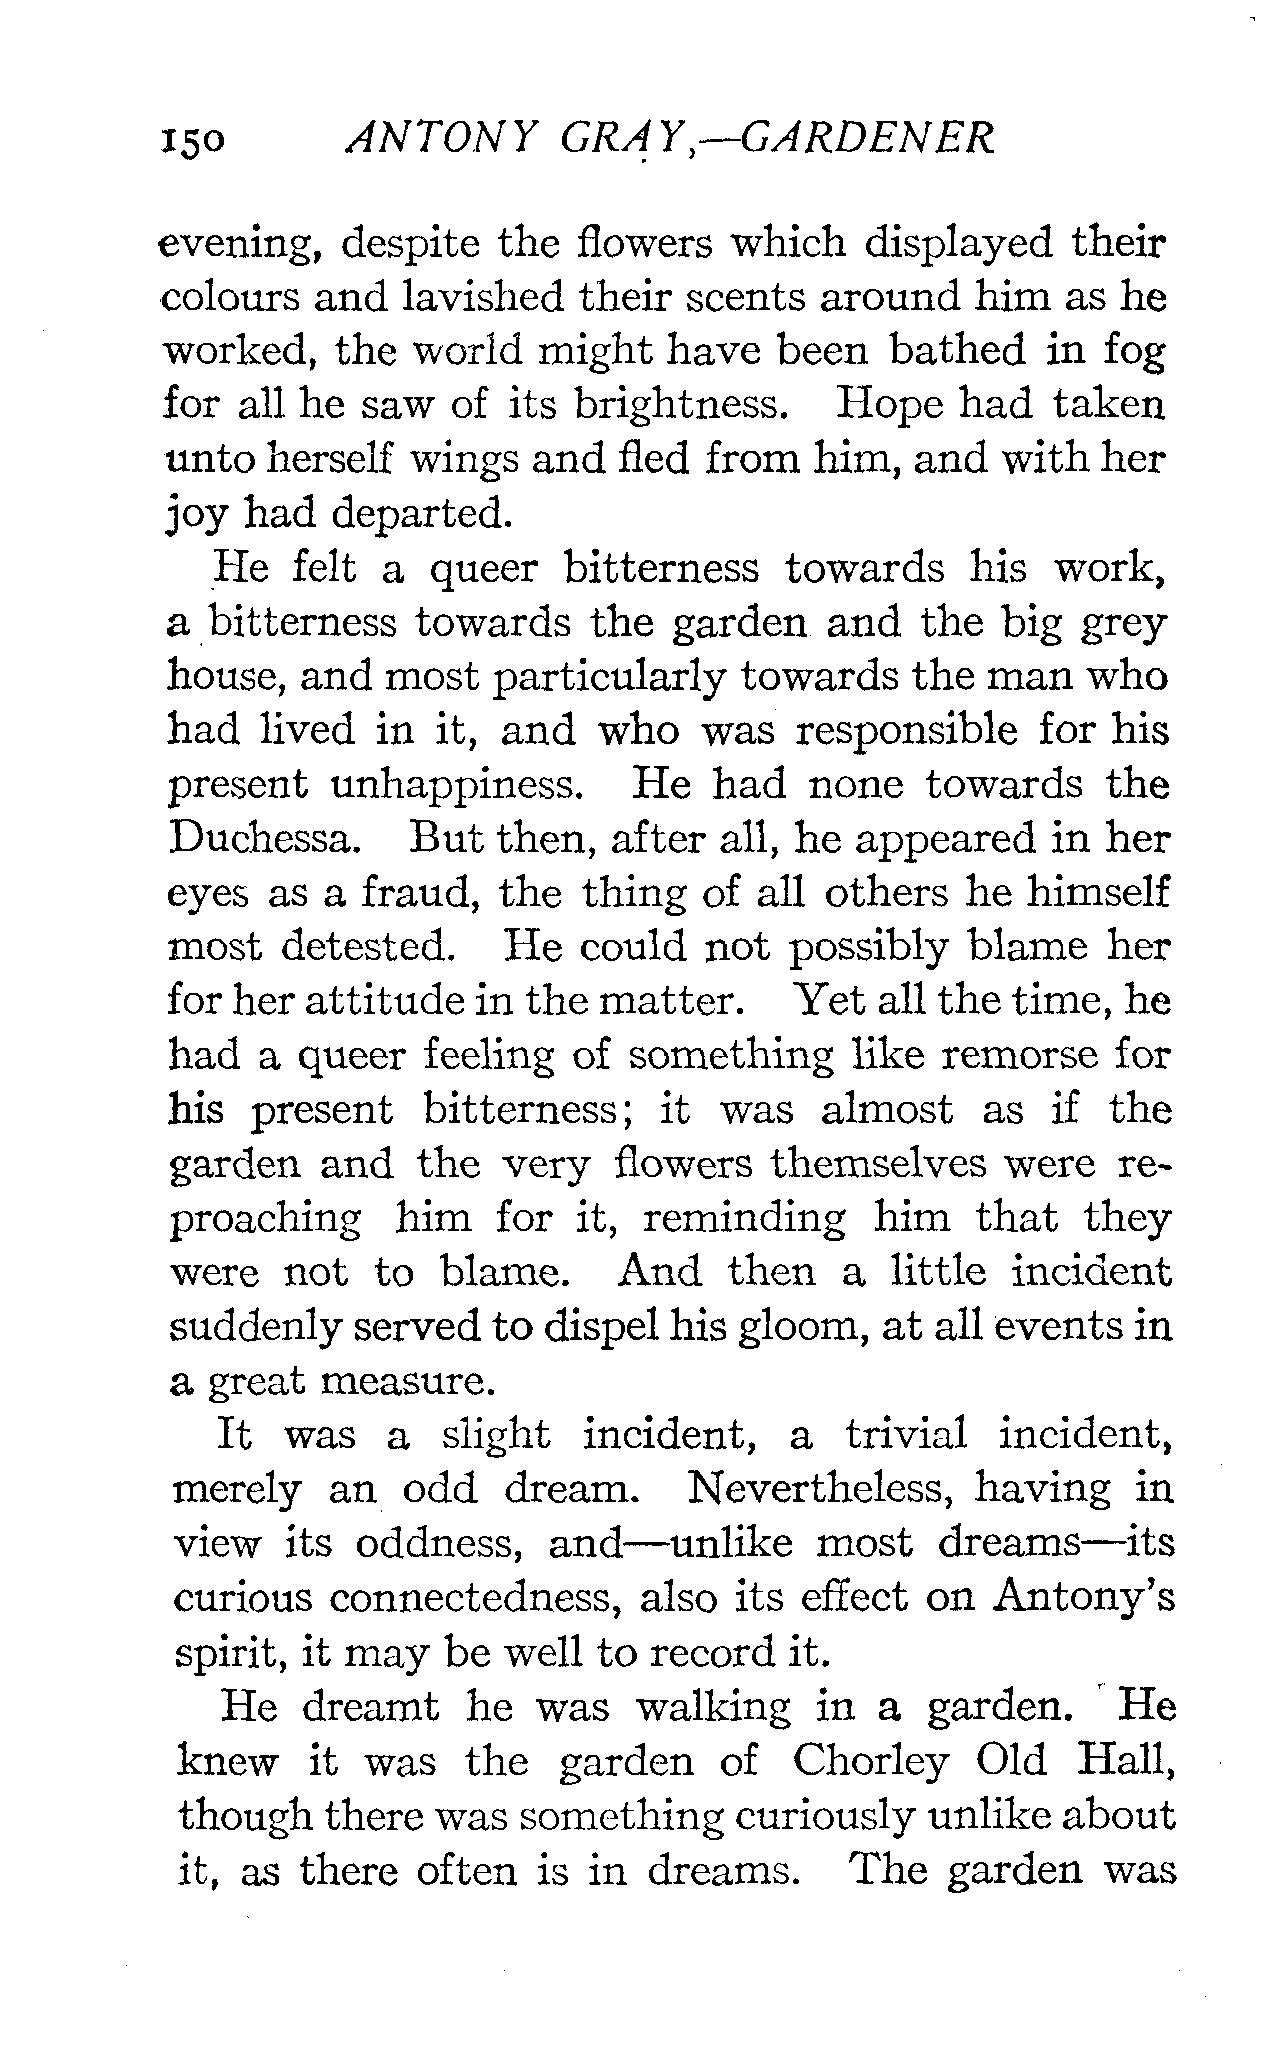 150 ANTONY GRAY,—GARDENER
evening, despite the flowers which displayed their
colours and lavished their scents around him as he
worked, the world might have been bathed in fog
for all he saw of its brightness. Hope had taken
unto herself wings and fled from him, and with her
joy had departed.
He felt a queer bitterness towards his work,
a bitterness towards the garden and the big grey
house, and most particularly towards the man who
had lived in it, and who was responsible for his
present unhappiness. He had none towards the
Duchessa. But then, after all, he appeared in her
eyes as a fraud, the thing of all others he himself
most detested. He could not possibly blame her
for her attitude in the matter. Yet all the time, he
had a queer feeling of something like remorse for
his present bitterness; it was almost as if the
garden and the very flowers themselves were re-
proaching him for it, reminding him that they
were not to blame. And then a little incident
suddenly served to dispel his gloom, at all events in
a great measure.
It was a slight incident, a trivial incident,
merely an odd dream. Nevertheless, having in
view its oddness, and—unlike most dreams—its
curious connectedness, also its effect on Antony's
spirit, it may be well to record it.
He dreamt he was walking in a garden. He
knew it was the garden of Chorley Old Hall,
though there was something curiously unlike about
it, as there often is in dreams. The garden was